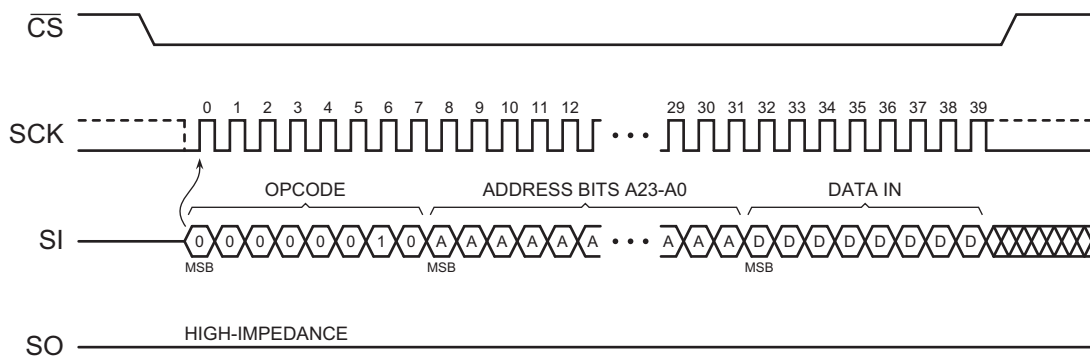 CS
SCK
0 1 2 3 4 5 6 7 8 9 10 11 12 29 30 31 32 33 34 35 36 37 38 39
OPCODE ADDRESS BITS A23-A0 DATA IN
SI
0 0 0 0 0 0 1 0 A A A A A A A A A D D D D D D D D
MSB MSB MSB
SO
HIGH-IMPEDANCE